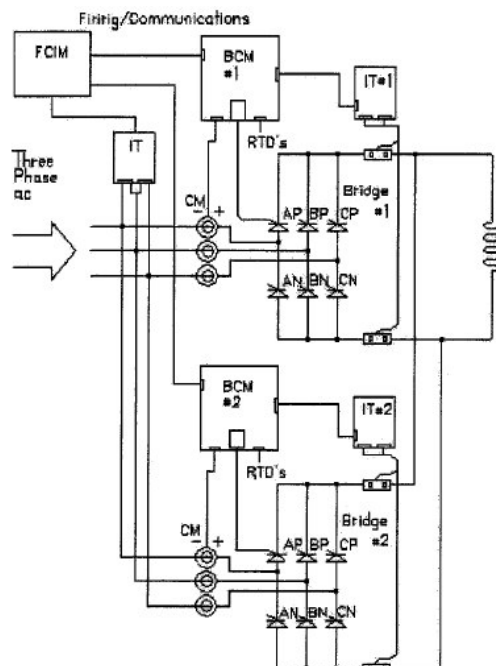 Firirig/Communications
FCIM
BCM
#1
IT#1
IT
RTD's
Three
Phase
ac
CM
- +
AP BP CP
Bridge
#1
AN BN CN
BCM
#2
IT#2
RTD's
CM
- +
AP BP CP
Bridge
#2
AN BN CN